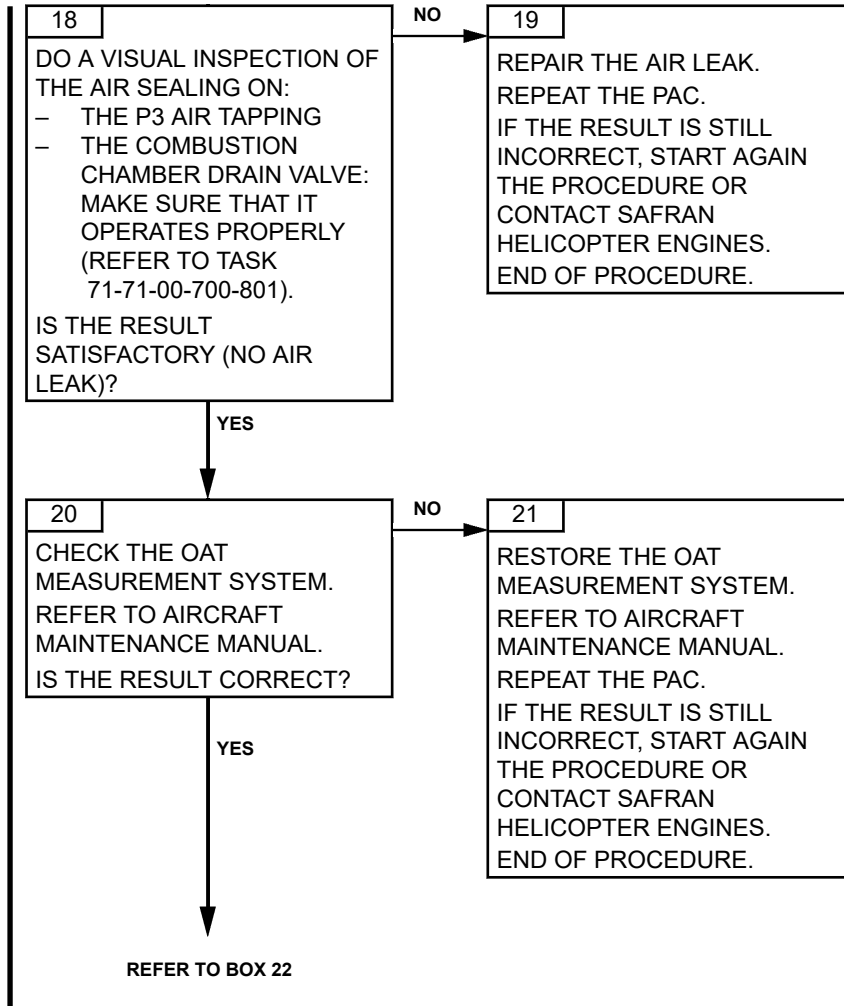 18
DO A VISUAL INSPECTION OF
THE AIR SEALING ON:
– THE P3 AIR TAPPING
– THE COMBUSTION
CHAMBER DRAIN VALVE:
MAKE SURE THAT IT
OPERATES PROPERLY
(REFER TO TASK
71-71-00-700-801).
IS THE RESULT
SATISFACTORY (NO AIR
LEAK)?
NO
19
REPAIR THE AIR LEAK.
REPEAT THE PAC.
IF THE RESULT IS STILL
INCORRECT, START AGAIN
THE PROCEDURE OR
CONTACT SAFRAN
HELICOPTER ENGINES.
END OF PROCEDURE.
YES
20
CHECK THE OAT
MEASUREMENT SYSTEM.
REFER TO AIRCRAFT
MAINTENANCE MANUAL.
IS THE RESULT CORRECT?
NO
21
RESTORE THE OAT
MEASUREMENT SYSTEM.
REFER TO AIRCRAFT
MAINTENANCE MANUAL.
REPEAT THE PAC.
IF THE RESULT IS STILL
INCORRECT, START AGAIN
THE PROCEDURE OR
CONTACT SAFRAN
HELICOPTER ENGINES.
END OF PROCEDURE.
YES
REFER TO BOX 22